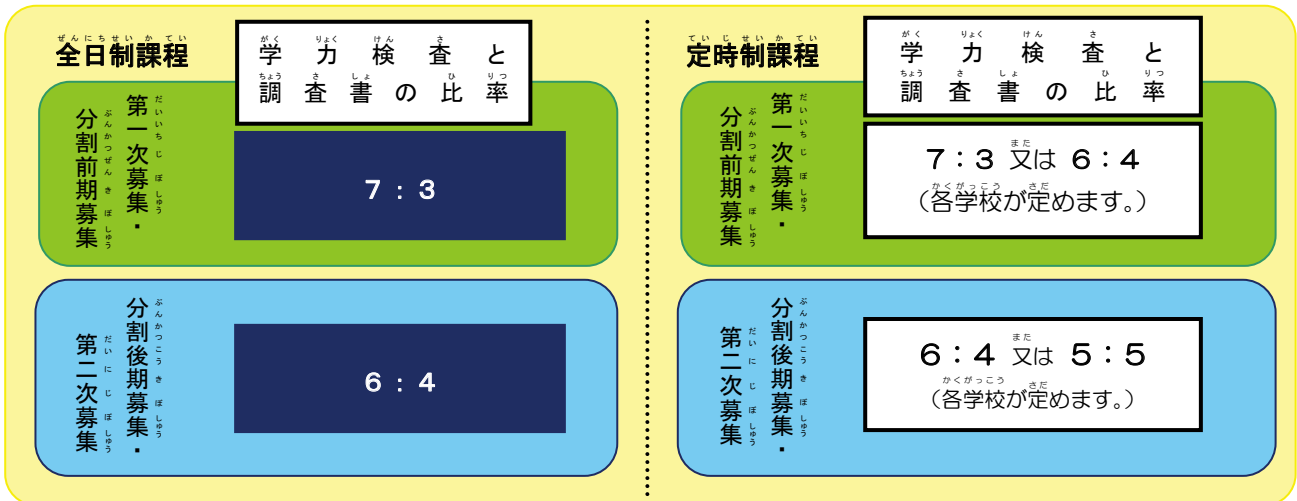 全日制課程
学力検査と
調査書の比率
第一次募集・
分割前期募集
7：3
分割後期募集・
第二次募集
6：4
定時制課程
学力検査と
調査書の比率
第一次募集・
分割前期募集
7：3 又は 6：4
（各学校が定めます。）
分割後期募集・
第二次募集
6：4 又は 5：5
（各学校が定めます。）